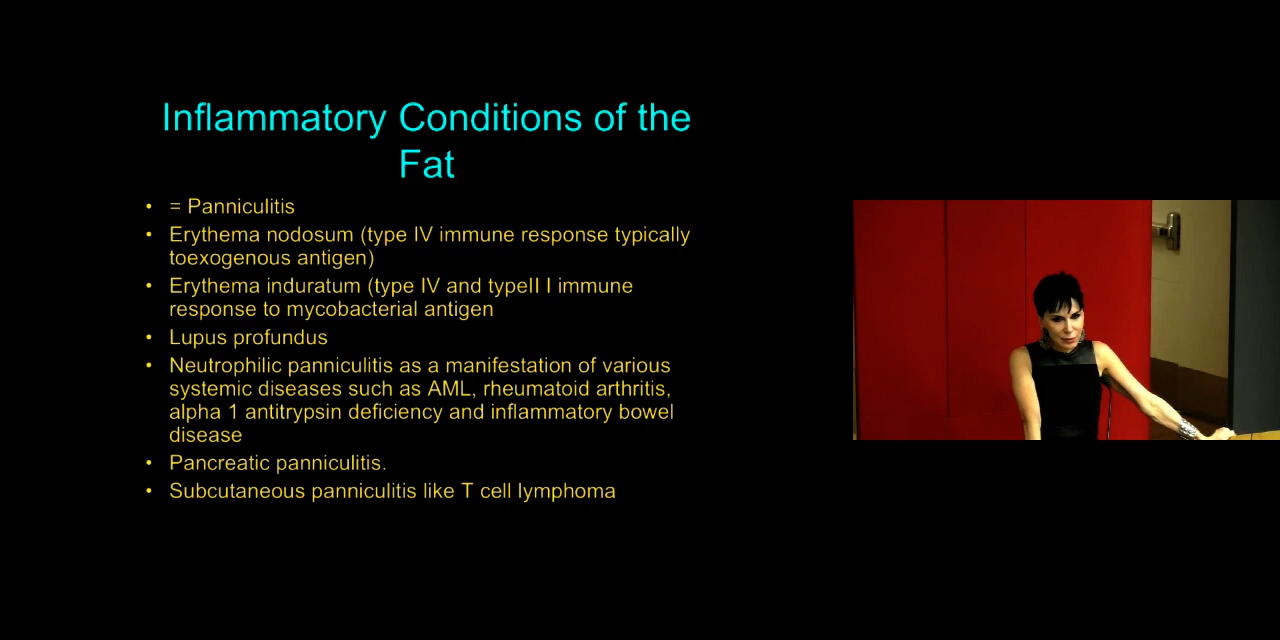 Inflammatory Conditions of the
Fat
• = Panniculitis
• Erythema nodosum (type IV immune response typically
toexogenous antigen)
• Erythema induratum (type IV and typeII I immune
response to mycobacterial antigen
• Lupus profundus
• Neutrophilic panniculitis as a manifestation of various
systemic diseases such as AML, rheumatoid arthritis,
alpha 1 antitrypsin deficiency and inflammatory bowel
disease
• Pancreatic panniculitis.
• Subcutaneous panniculitis like T cell lymphoma